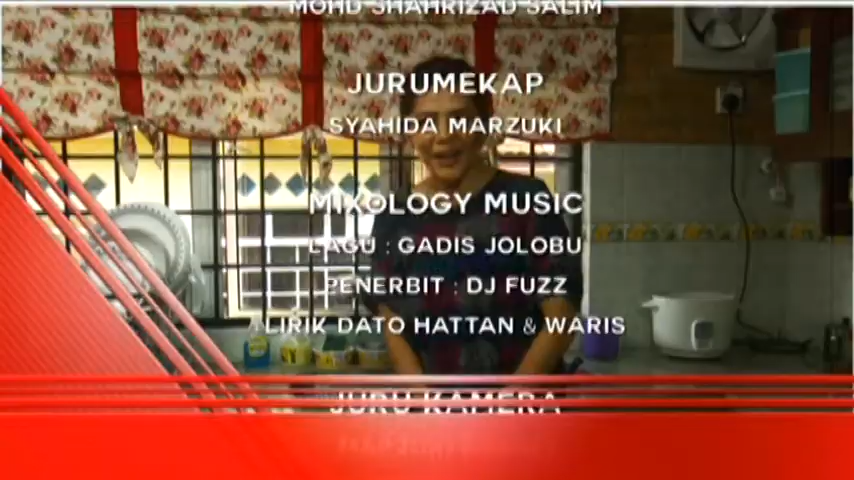 MOHD SHAHRIZAD SALIM
JURUMEKAP
SYAHIDA MARZUKI
MIXOLOGY MUSIC
LAGU : GADIS JOLOBU
PENERBIT : DJ FUZZ
LIRIK DATO HATTAN & WARIS
JURU KAMERA